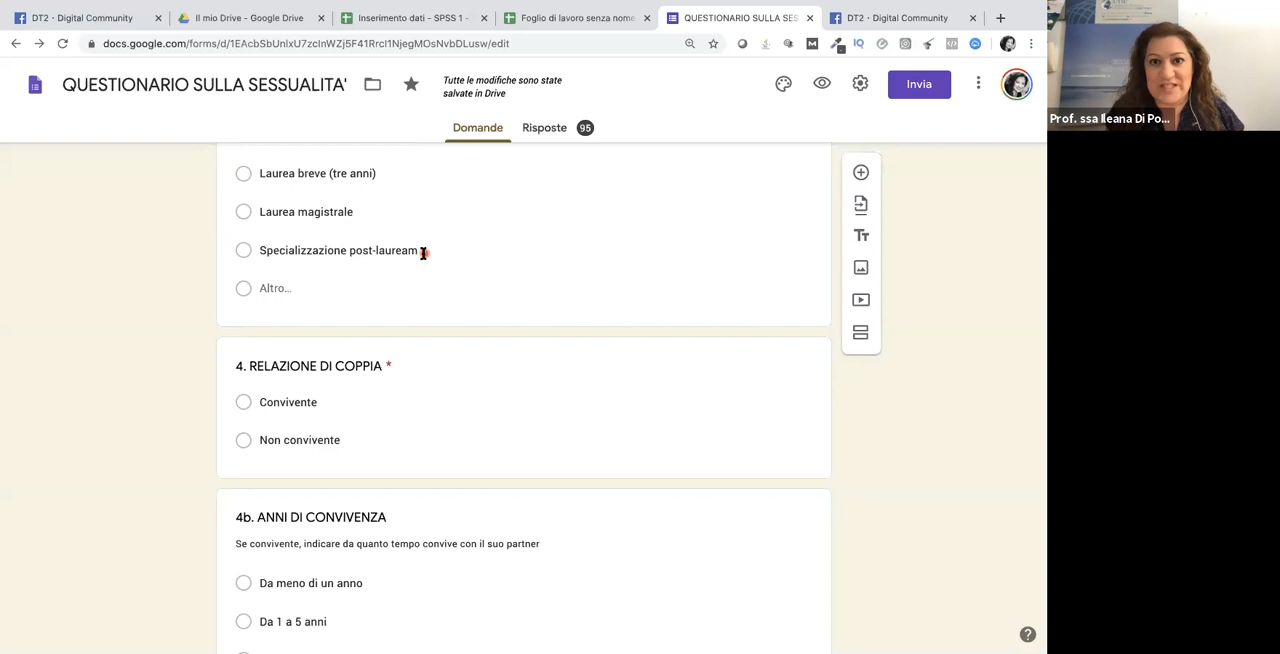 DT2 · Digital Community
Il mio Drive - Google Drive
Inserimento dati - SPSS 1 -
Foglio di lavoro senza nome
QUESTIONARIO SULLA SES
DT2 · Digital Community
docs.google.com/forms/d/1EAcbSbUnIxU7zcInWZj5F41Rrcl1NjegMOsNvbDLusw/edit
QUESTIONARIO SULLA SESSUALITA'
Tutte le modifiche sono state
salvate in Drive
Invia
Prof. ssa Ileana Di Po...
Domande
Risposte 95
Laurea breve (tre anni)
Laurea magistrale
Specializzazione post-lauream
Altro...
4. RELAZIONE DI COPPIA *
Convivente
Non convivente
4b. ANNI DI CONVIVENZA
Se convivente, indicare da quanto tempo convive con il suo partner
Da meno di un anno
Da 1 a 5 anni